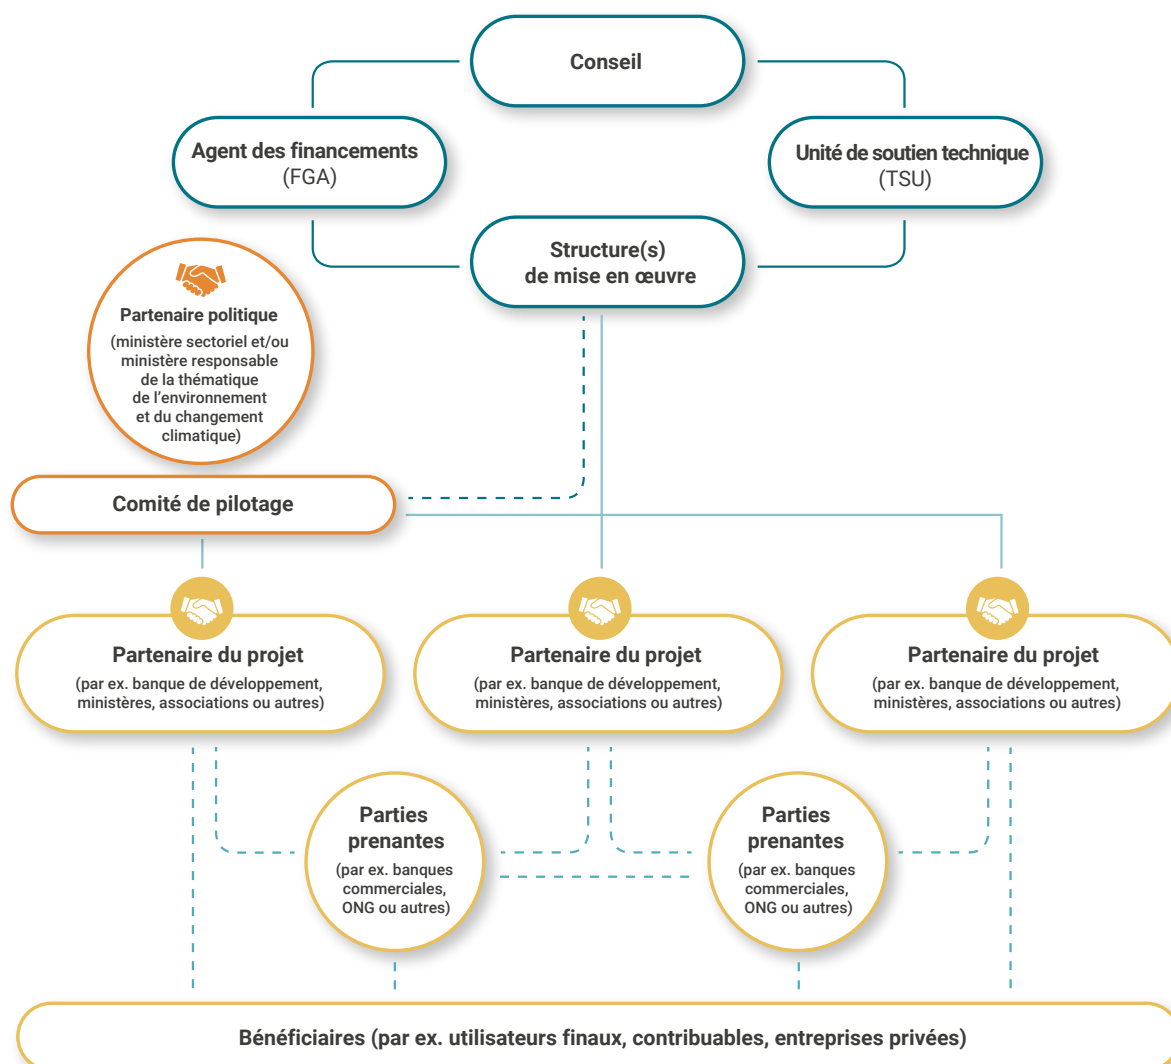 Conseil
Agent des financements
(FGA)
Unité de soutien technique
(TSU)
Structure(s)
de mise en œuvre
Partenaire politique
(ministère sectoriel et/ou
ministère responsable
de la thématique
de l’environnement
et du changement
climatique)
Comité de pilotage
Partenaire du projet
(par ex. banque de développement,
ministères, associations ou autres)
Partenaire du projet
(par ex. banque de développement,
ministères, associations ou autres)
Partenaire du projet
(par ex. banque de développement,
ministères, associations ou autres)
Parties
prenantes
(par ex. banques
commerciales,
ONG ou autres)
Parties
prenantes
(par ex. banques
commerciales,
ONG ou autres)
Bénéficiaires (par ex. utilisateurs finaux, contribuables, entreprises privées)